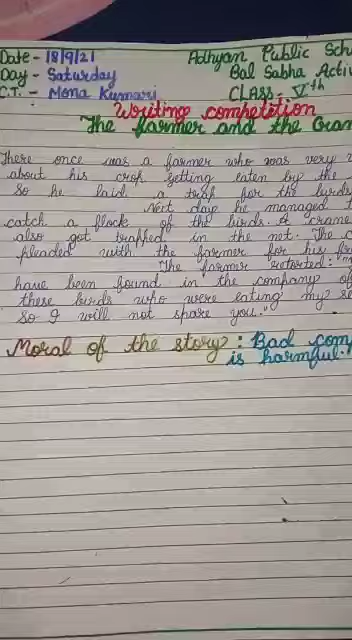 Date - 18/9/21 Adhyan Public Sch
Day - Saturday Bal Sabha Activ
C.T. - Mona Kumari CLASS - Vth
Writing competition
The farmer and the Cran
There once was a farmer who was very
about his crop getting eaten by the
So he laid a trap for the birds
Next day he managed t
catch a flock of the birds. A crane
also got trapped in the net. The c
pleaded with the farmer for his fr
The farmer retorted:
have been found in the company of
these birds who were eating my se
So I will not spare you."
Moral of the story : Bad com
is harmful.